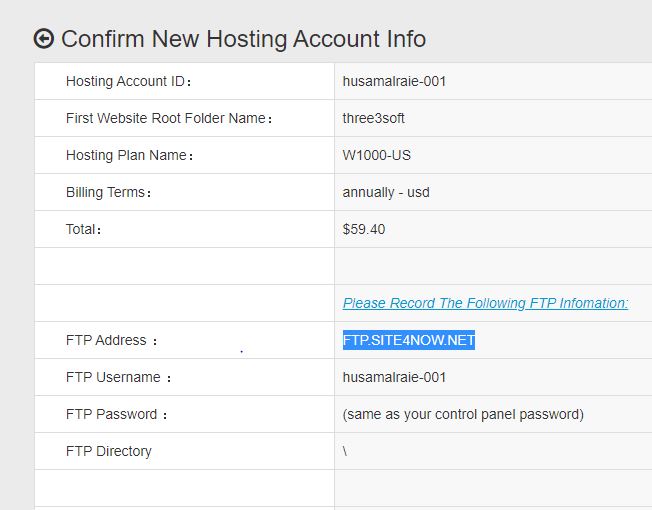 Confirm New Hosting Account Info
Hosting Account ID: husamalraie-001
First Website Root Folder Name: three3soft
Hosting Plan Name: W1000-US
Billing Terms: annually - usd
Total: $59.40
Please Record The Following FTP Infomation:
FTP Address : FTP.SITE4NOW.NET
FTP Username : husamalraie-001
FTP Password : (same as your control panel password)
FTP Directory \